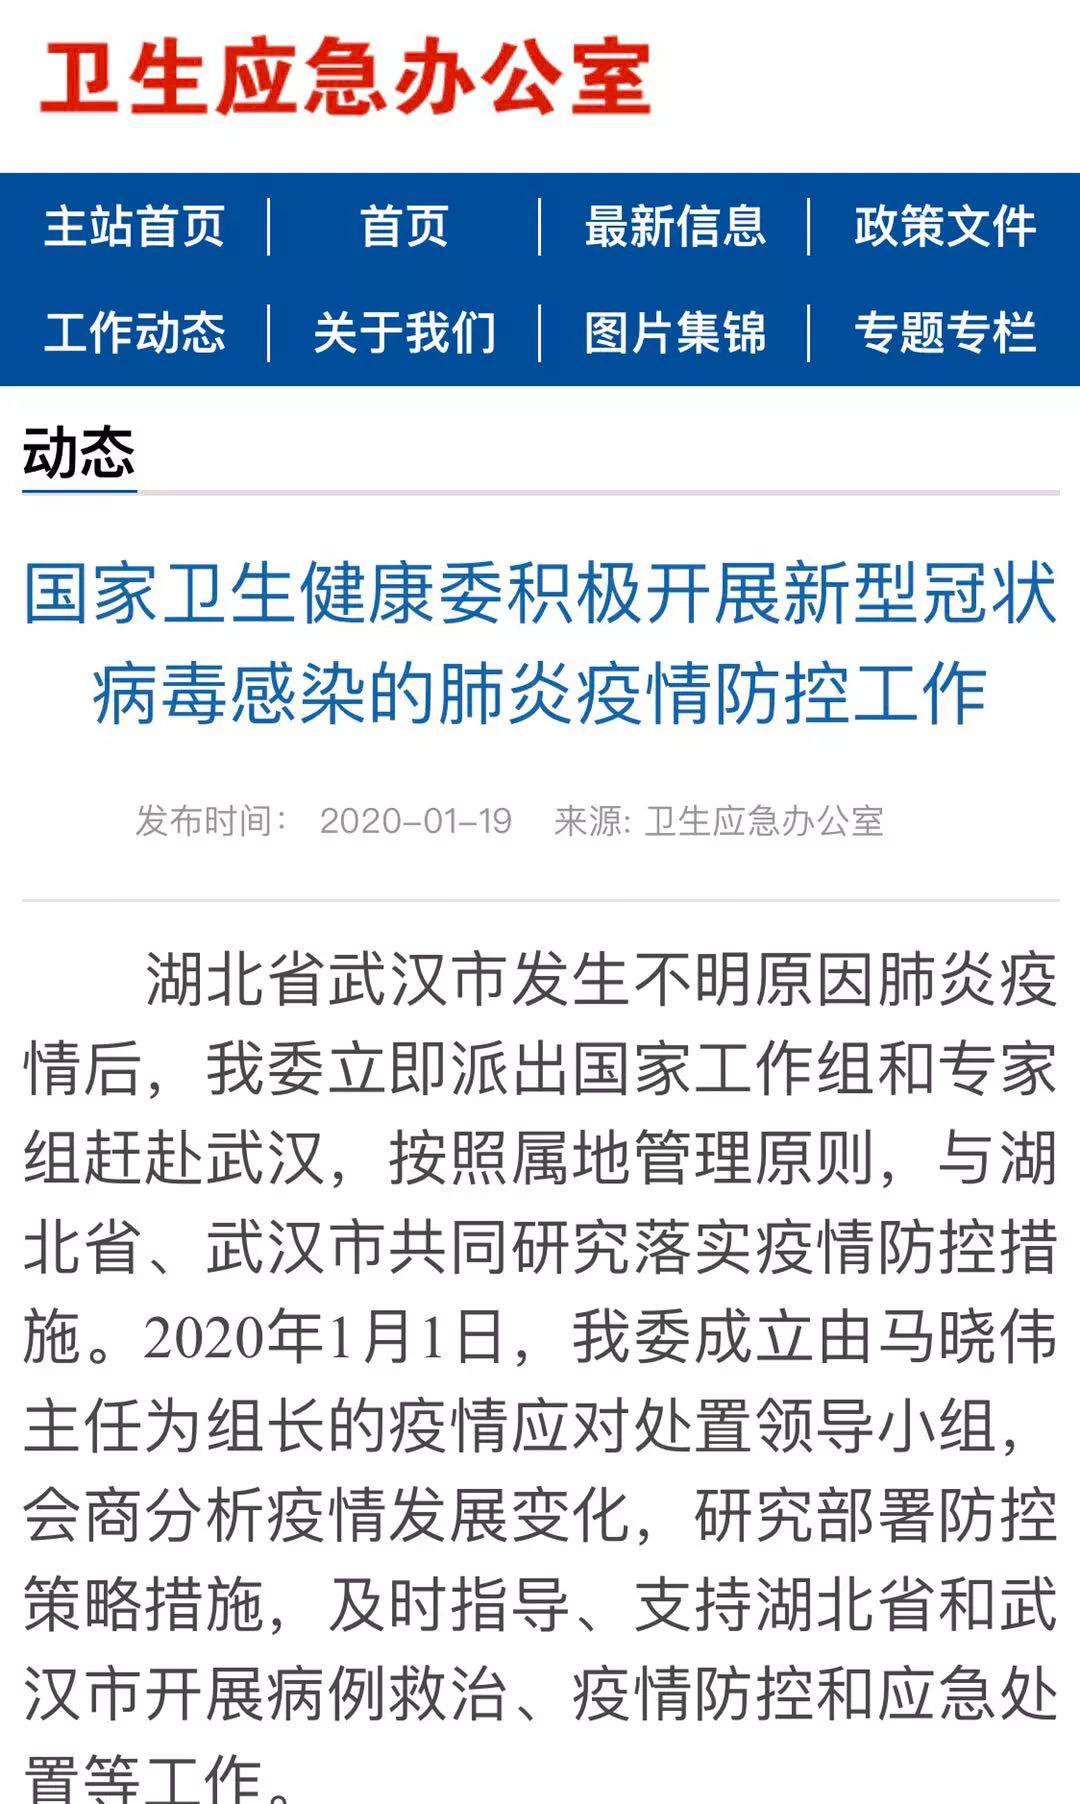 卫生应急办公室
主站首页 首页 最新信息 政策文件
工作动态 关于我们 图片集锦 专题专栏
动态
国家卫生健康委积极开展新型冠状
病毒感染的肺炎疫情防控工作
发布时间： 2020-01-19 来源: 卫生应急办公室
湖北省武汉市发生不明原因肺炎疫
情后，我委立即派出国家工作组和专家
组赶赴武汉，按照属地管理原则，与湖
北省、武汉市共同研究落实疫情防控措
施。2020年1月1日，我委成立由马晓伟
主任为组长的疫情应对处置领导小组，
会商分析疫情发展变化，研究部署防控
策略措施，及时指导、支持湖北省和武
汉市开展病例救治、疫情防控和应急处
置等工作。